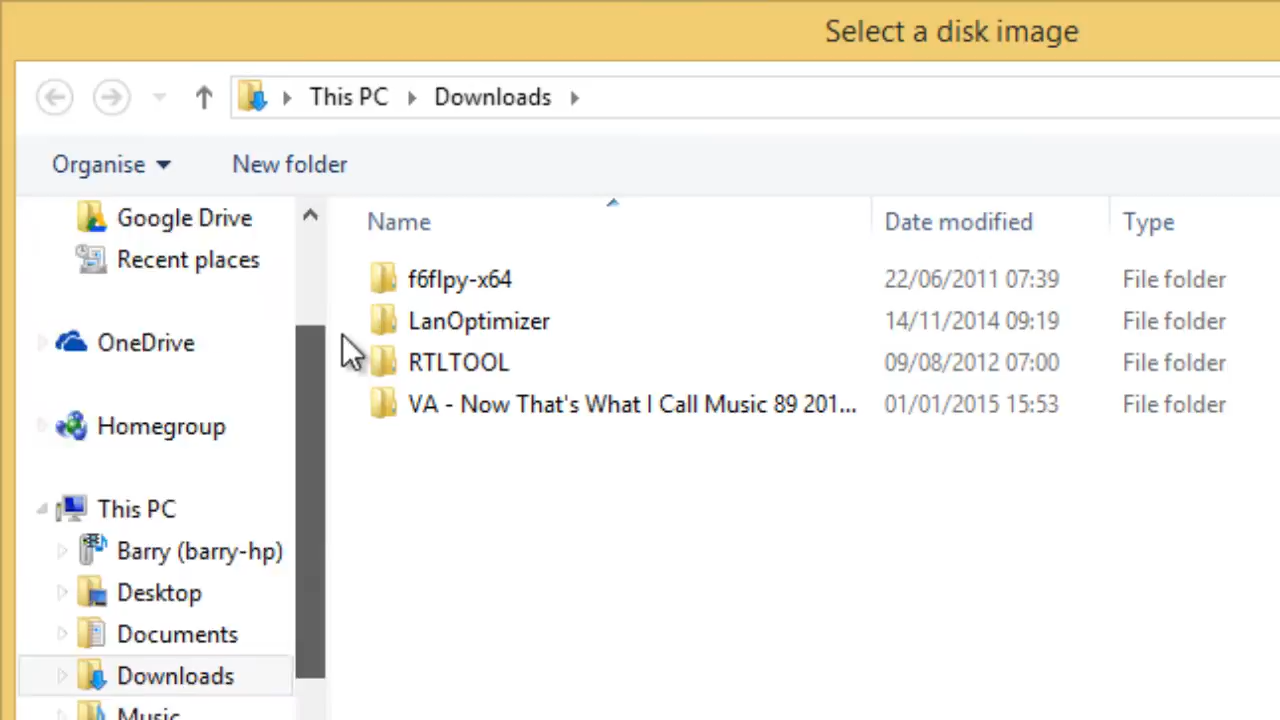 Select a disk image
This PC Downloads
Organise New folder
Google Drive
Recent places
OneDrive
Homegroup
This PC
Barry (barry-hp)
Desktop
Documents
Downloads
Music
Name Date modified Type
f6flpy-x64 22/06/2011 07:39 File folder
LanOptimizer 14/11/2014 09:19 File folder
RTLTOOL 09/08/2012 07:00 File folder
VA - Now That's What I Call Music 89 201... 01/01/2015 15:53 File folder